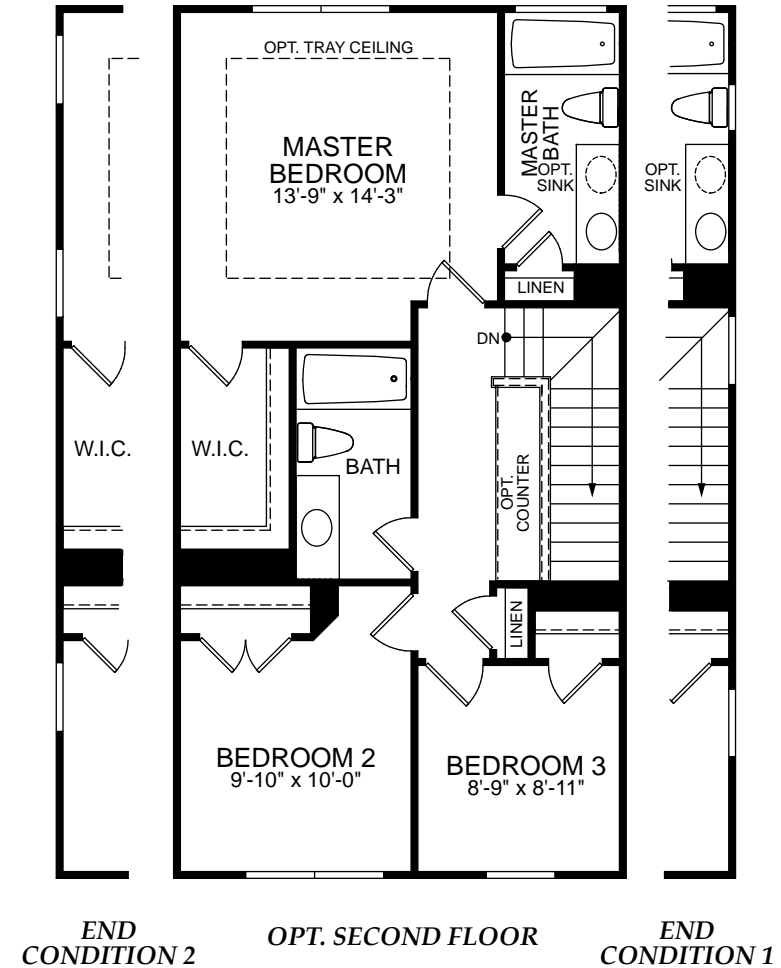 OPT. TRAY CEILING
MASTER
BEDROOM
13'-9" x 14'-3"
MASTER
BATH
OPT.
SINK
OPT.
SINK
LINEN
DN
W.I.C.
W.I.C.
BATH
OPT.
COUNTER
LINEN
BEDROOM 2
9'-10" x 10'-0"
BEDROOM 3
8'-9" x 8'-11"
END
CONDITION 2
OPT. SECOND FLOOR
END
CONDITION 1